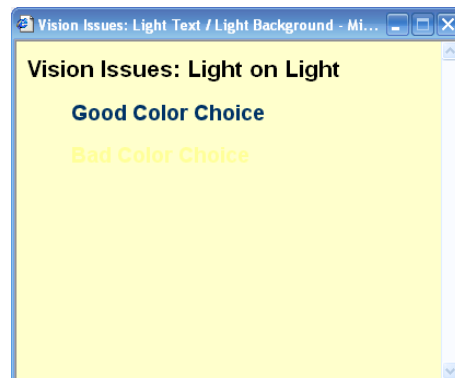 Vision Issues: Light Text / Light Background - Mi...
Vision Issues: Light on Light
Good Color Choice
Bad Color Choice